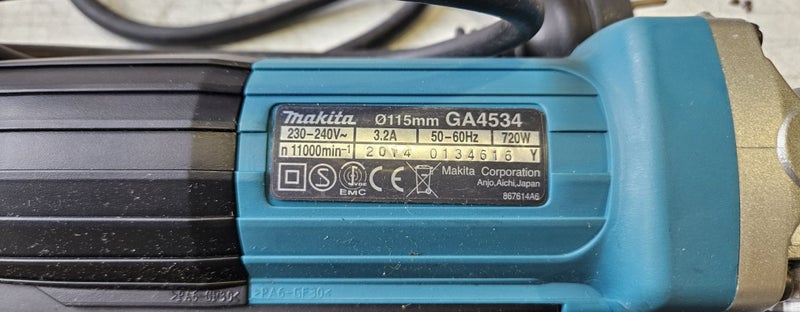 makita Ø115mm GA4534
230-240V~ 3.2A 50-60Hz 720W
n 11000min-1 2014 0134616 Y
S VDE EMC CE
Makita Corporation
Anjo,Aichi,Japan
867614A6
>PA6-GF30< >PA6-GF30<